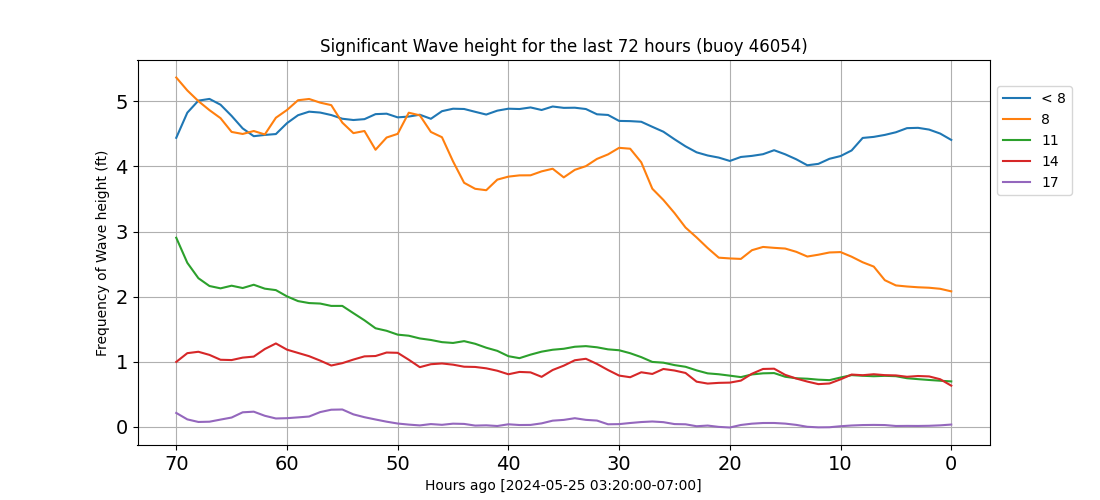 Significant Wave height for the last 72 hours (buoy 46054)
Frequency of Wave height (ft)
5
4
3
2
1
0
70 60 50 40 30 20 10 0
Hours ago [2024-05-25 03:20:00-07:00]
< 8
8
11
14
17